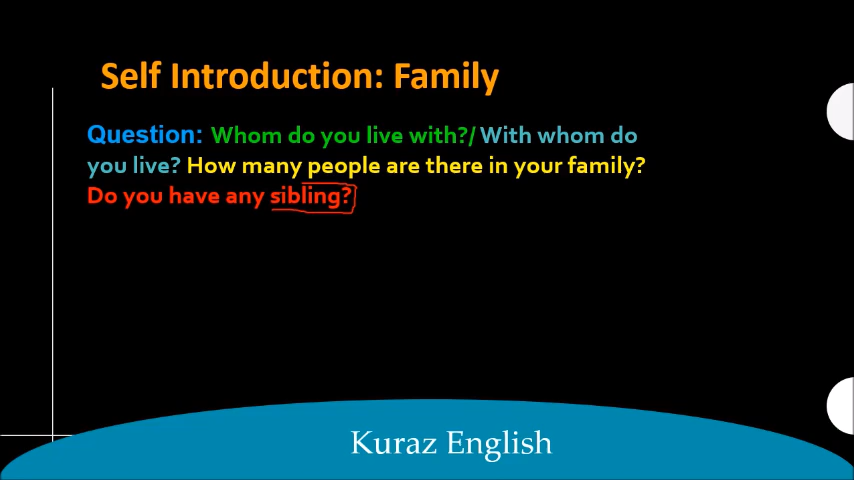 Self Introduction: Family
Question: Whom do you live with?/ With whom do
you live? How many people are there in your family?
Do you have any sibling?
Kuraz English